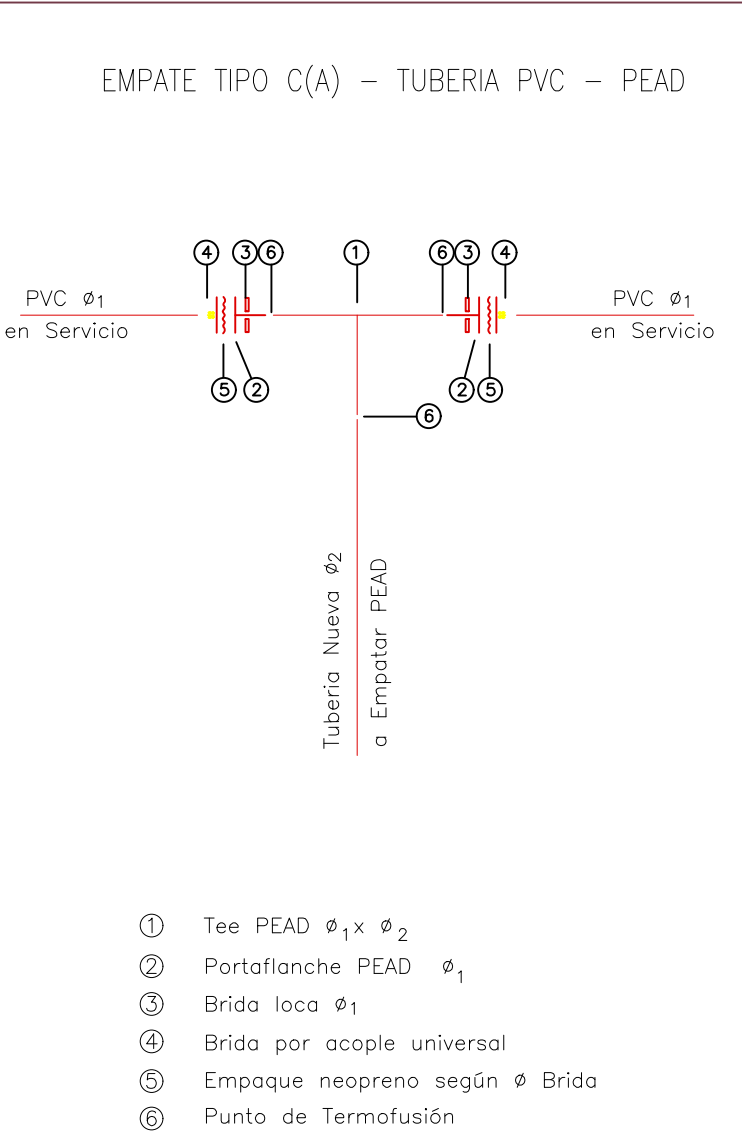 EMPATE TIPO C(A) – TUBERIA PVC – PEAD
4 3 6 1 6 3 4
PVC Ø1
en Servicio
PVC Ø1
en Servicio
5 2 2 5
6
Tuberia Nueva Ø2
a Empatar PEAD
1 Tee PEAD Ø1x Ø2
2 Portaflanche PEAD Ø1
3 Brida loca Ø1
4 Brida por acople universal
5 Empaque neopreno según Ø Brida
6 Punto de Termofusión